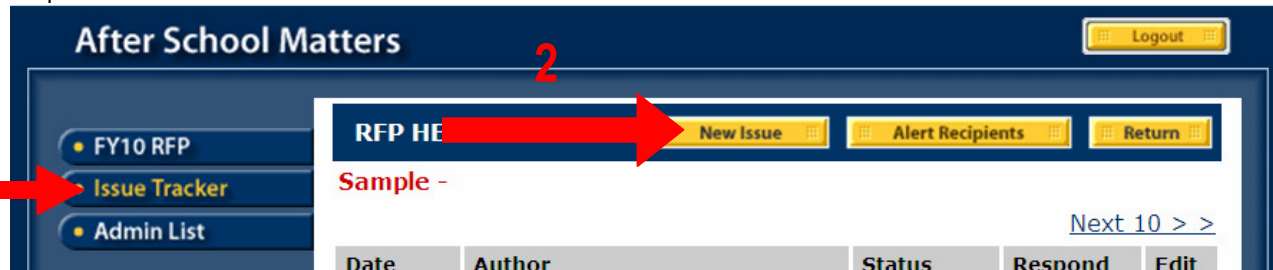 After School Matters
Logout
2
RFP HE
New Issue
Alert Recipients
Return
FY10 RFP
Issue Tracker
Admin List
Sample -
Next 10 > >
Date Author Status Respond Edit